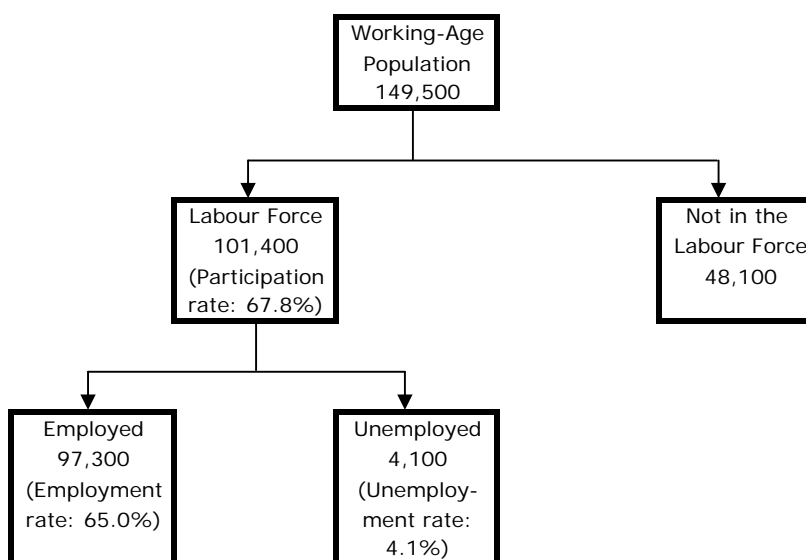 Working-Age
Population
149,500
Labour Force
101,400
(Participation
rate: 67.8%)
Not in the
Labour Force
48,100
Employed
97,300
(Employment
rate: 65.0%)
Unemployed
4,100
(Unemploy-
ment rate:
4.1%)